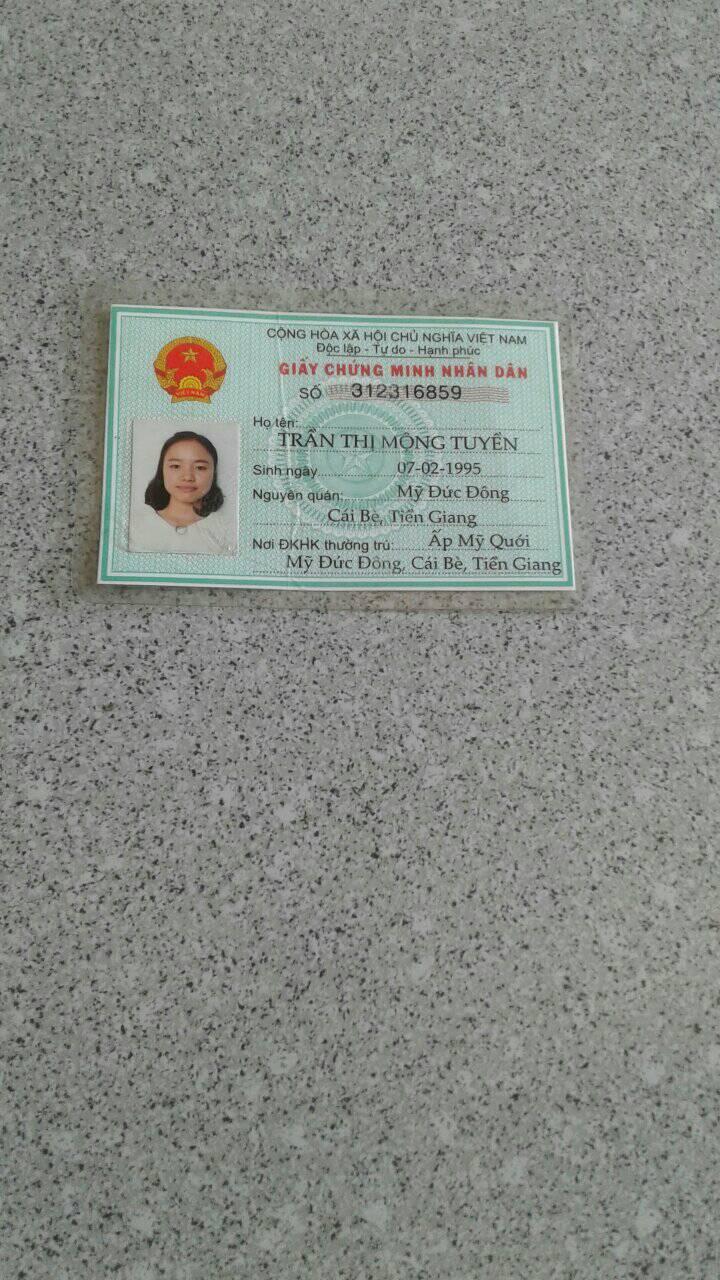 CỘNG HÒA XÃ HỘI CHỦ NGHĨA VIỆT NAM
Độc lập - Tự do - Hạnh phúc
GIẤY CHỨNG MINH NHÂN DÂN
SỐ 312316859
Họ tên:
TRẦN THỊ MỘNG TUYỀN
Sinh ngày 07-02-1995
Nguyên quán: Mỹ Đức Đông
Cái Bè, Tiền Giang
Nơi ĐKHK thường trú: Ấp Mỹ Quới
Mỹ Đức Đông, Cái Bè, Tiền Giang
VIỆT NAM